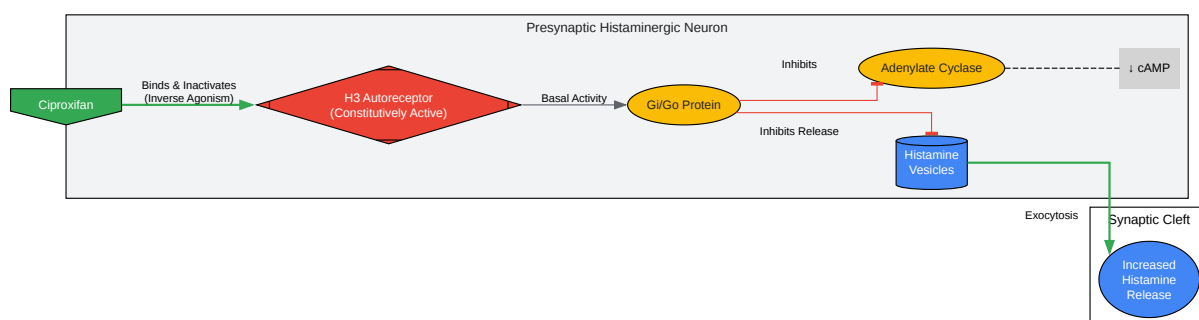 Presynaptic Histaminergic Neuron
Ciproxifan
Binds & Inactivates
(Inverse Agonism)
H3 Autoreceptor
(Constitutively Active)
Basal Activity
Gi/Go Protein
Inhibits
Adenylate Cyclase
↓ cAMP
Inhibits Release
Histamine
Vesicles
Exocytosis
Synaptic Cleft
Increased
Histamine
Release